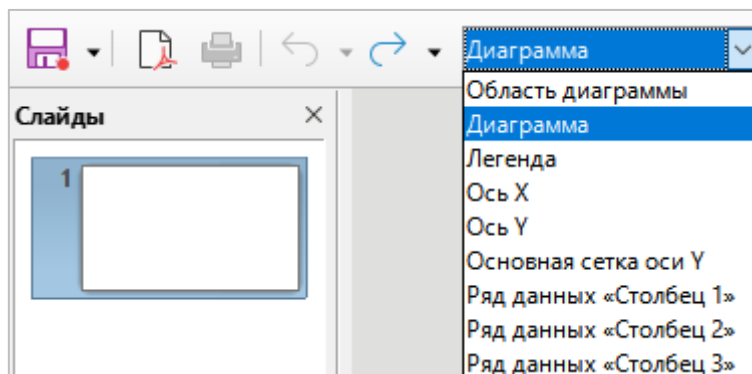 Диаграмма
Область диаграммы
Слайды
Диаграмма
Легенда
1
Ось X
Ось Y
Основная сетка оси Y
Ряд данных «Столбец 1»
Ряд данных «Столбец 2»
Ряд данных «Столбец 3»